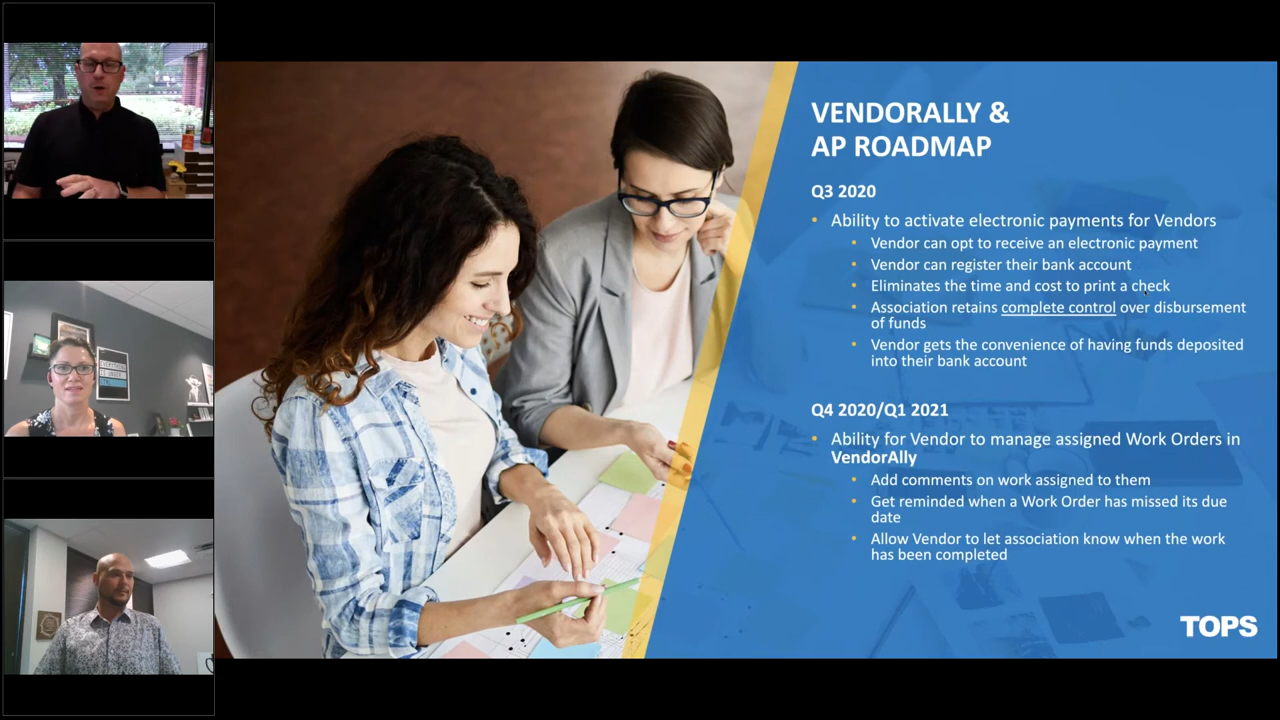 VENDORALLY &
AP ROADMAP
Q3 2020
• Ability to activate electronic payments for Vendors
• Vendor can opt to receive an electronic payment
• Vendor can register their bank account
• Eliminates the time and cost to print a check
• Association retains complete control over disbursement
of funds
• Vendor gets the convenience of having funds deposited
into their bank account
Q4 2020/Q1 2021
• Ability for Vendor to manage assigned Work Orders in
VendorAlly
• Add comments on work assigned to them
• Get reminded when a Work Order has missed its due
date
• Allow Vendor to let association know when the work
has been completed
TOPS